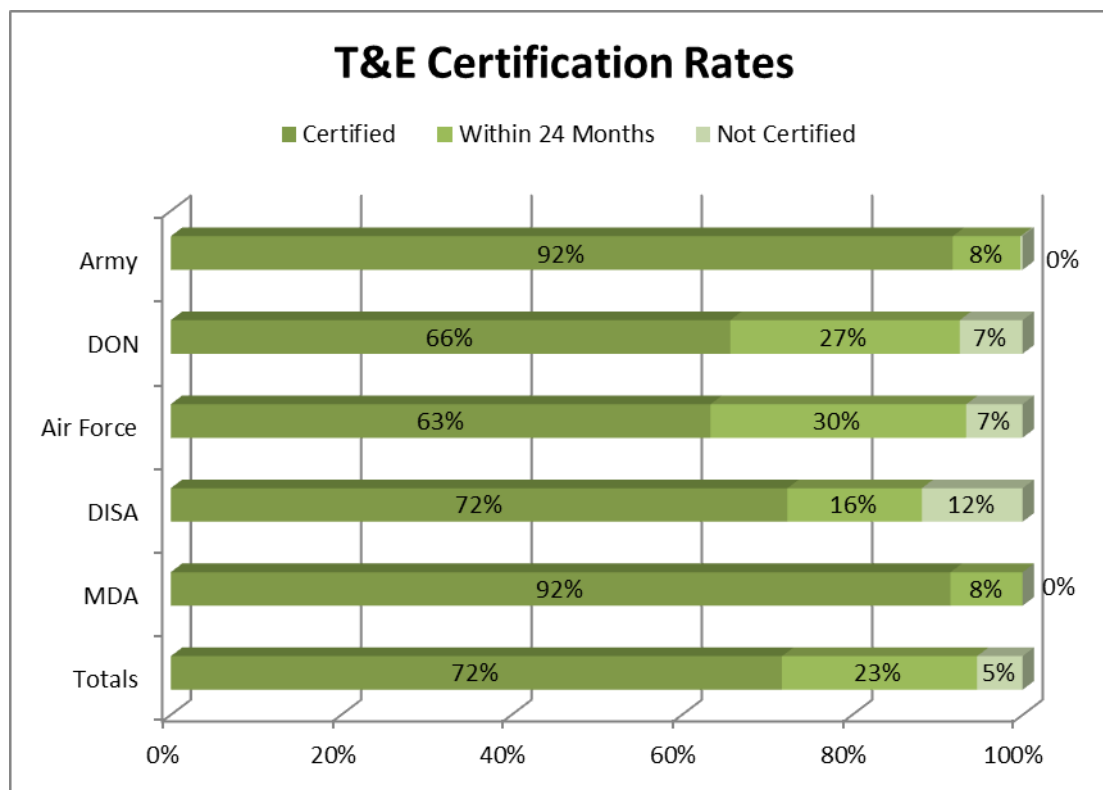 T&E Certification Rates
Certified Within 24 Months Not Certified
Army 92% 8% 0%
DON 66% 27% 7%
Air Force 63% 30% 7%
DISA 72% 16% 12%
MDA 92% 8% 0%
Totals 72% 23% 5%
0% 20% 40% 60% 80% 100%